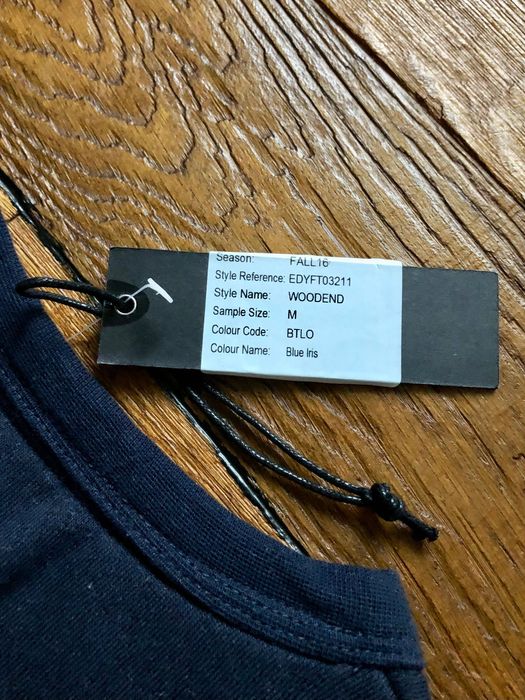 Season: FALL16
Style Reference: EDYFT03211
Style Name: WOODEND
Sample Size: M
Colour Code: BTLO
Colour Name: Blue Iris